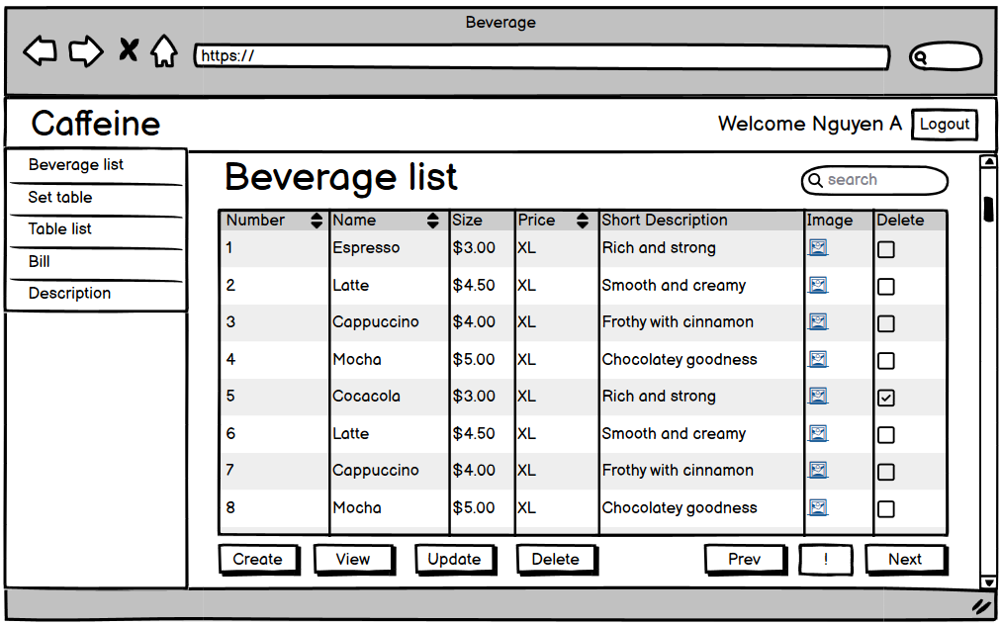 Beverage
https://
Caffeine
Welcome Nguyen A Logout
Beverage list
Set table
Table list
Bill
Description
Beverage list
search
Number Name Size Price Short Description Image Delete
1 Espresso $3.00 XL Rich and strong
2 Latte $4.50 XL Smooth and creamy
3 Cappuccino $4.00 XL Frothy with cinnamon
4 Mocha $5.00 XL Chocolatey goodness
5 Cocacola $3.00 XL Rich and strong
6 Latte $4.50 XL Smooth and creamy
7 Cappuccino $4.00 XL Frothy with cinnamon
8 Mocha $5.00 XL Chocolatey goodness
Create View Update Delete Prev ! Next